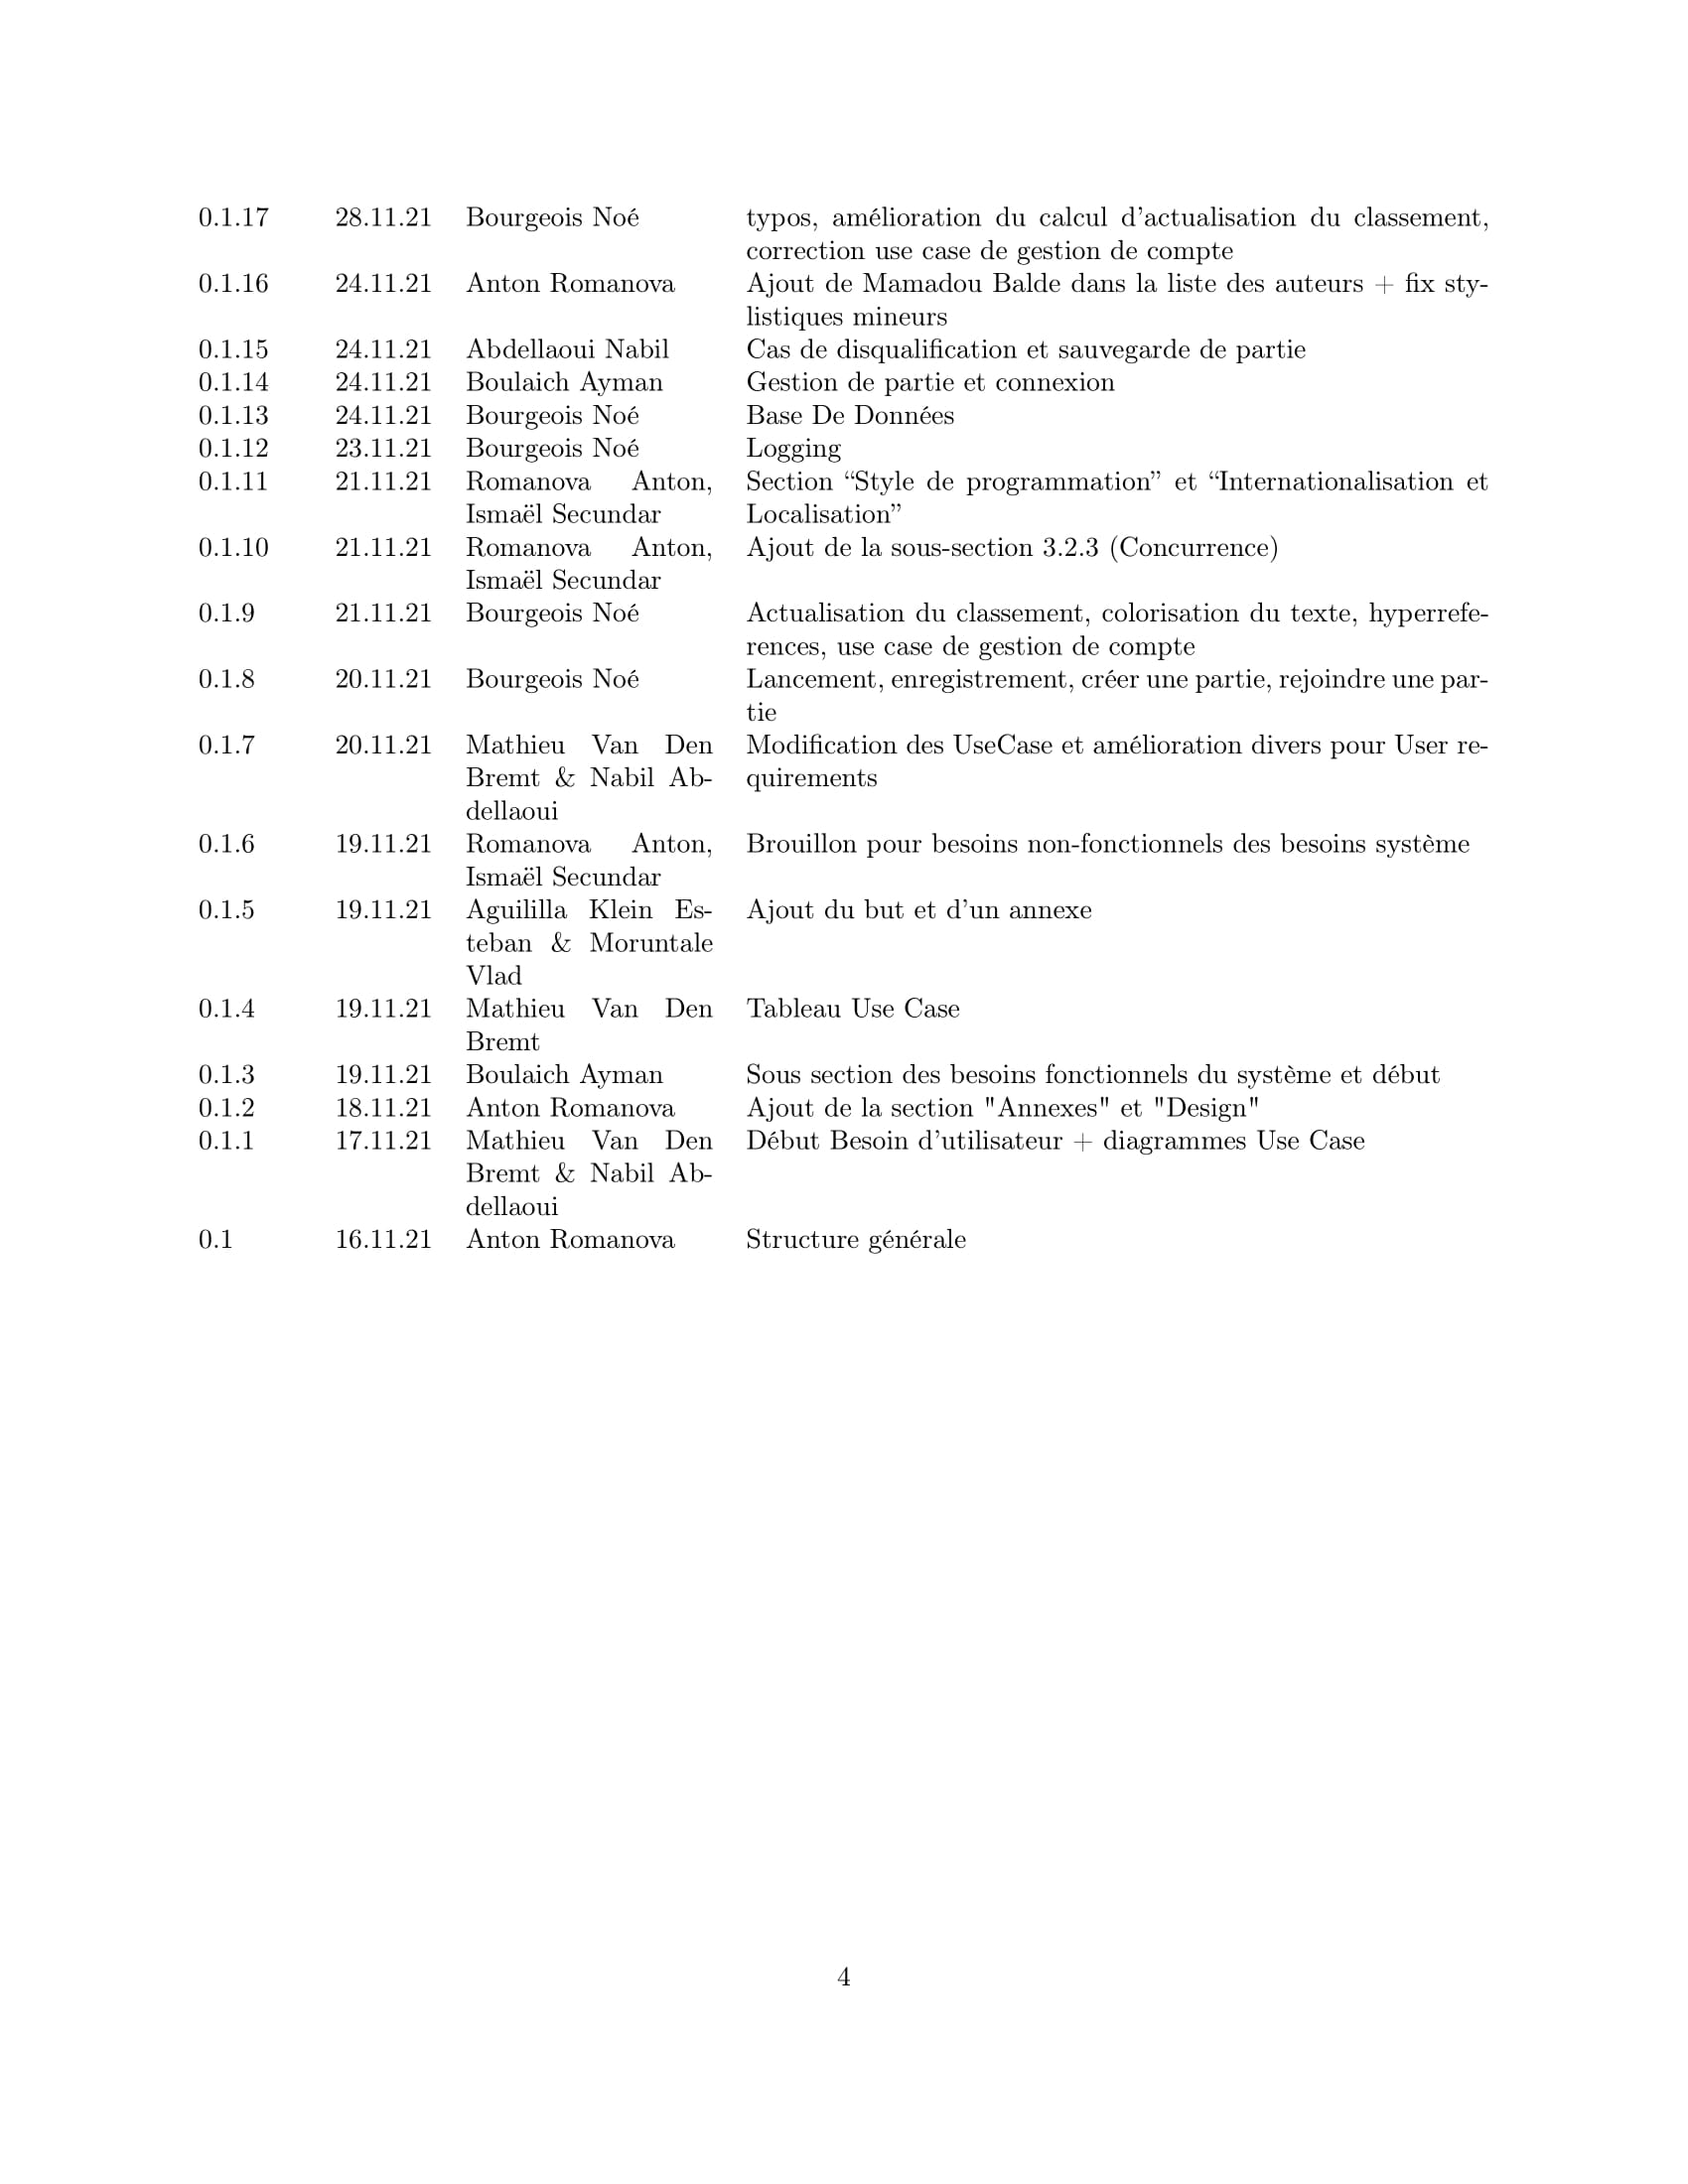 0.1.17 28.11.21 Bourgeois Noé typos, amélioration du calcul d'actualisation du classement,
correction use case de gestion de compte
0.1.16 24.11.21 Anton Romanova Ajout de Mamadou Balde dans la liste des auteurs + fix sty-
listiques mineurs
0.1.15 24.11.21 Abdellaoui Nabil Cas de disqualification et sauvegarde de partie
0.1.14 24.11.21 Boulaich Ayman Gestion de partie et connexion
0.1.13 24.11.21 Bourgeois Noé Base De Données
0.1.12 23.11.21 Bourgeois Noé Logging
0.1.11 21.11.21 Romanova Anton, Section “Style de programmation” et “Internationalisation et
Ismaël Secundar Localisation”
0.1.10 21.11.21 Romanova Anton, Ajout de la sous-section 3.2.3 (Concurrence)
Ismaël Secundar
0.1.9 21.11.21 Bourgeois Noé Actualisation du classement, colorisation du texte, hyperrefe-
rences, use case de gestion de compte
0.1.8 20.11.21 Bourgeois Noé Lancement, enregistrement, créer une partie, rejoindre une par-
tie
0.1.7 20.11.21 Mathieu Van Den Modification des UseCase et amélioration divers pour User re-
Bremt & Nabil Ab- quirements
dellaoui
0.1.6 19.11.21 Romanova Anton, Brouillon pour besoins non-fonctionnels des besoins système
Ismaël Secundar
0.1.5 19.11.21 Aguililla Klein Es- Ajout du but et d'un annexe
teban & Moruntale
Vlad
0.1.4 19.11.21 Mathieu Van Den Tableau Use Case
Bremt
0.1.3 19.11.21 Boulaich Ayman Sous section des besoins fonctionnels du système et début
0.1.2 18.11.21 Anton Romanova Ajout de la section "Annexes" et "Design"
0.1.1 17.11.21 Mathieu Van Den Début Besoin d'utilisateur + diagrammes Use Case
Bremt & Nabil Ab-
dellaoui
0.1 16.11.21 Anton Romanova Structure générale
4